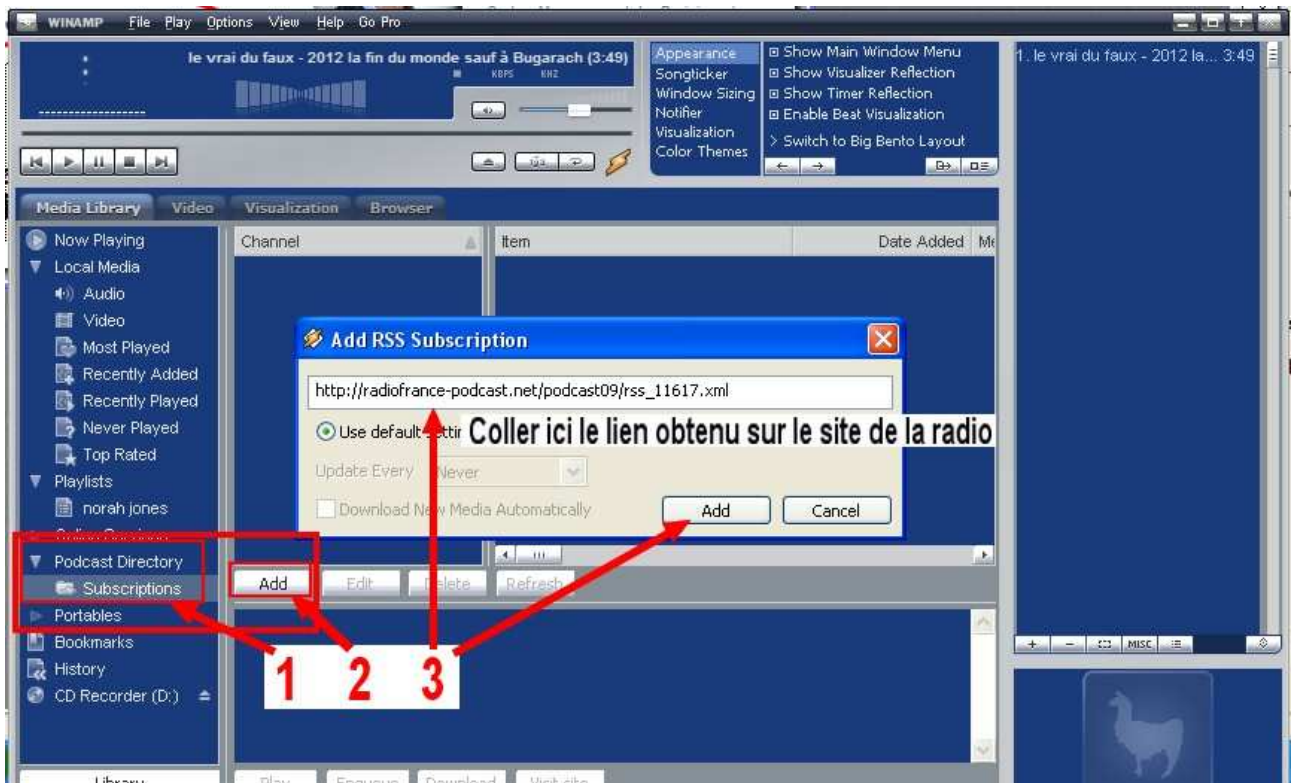 WINAMP File Play Options View Help Go Pro
le vrai du faux - 2012 la fin du monde sauf à Bugarach (3:49)
KBPS KHZ
Appearance
Songticker
Window Sizing
Notifier
Visualization
Color Themes
Show Main Window Menu
Show Visualizer Reflection
Show Timer Reflection
Enable Beat Visualization
> Switch to Big Bento Layout
1. le vrai du faux - 2012 la... 3:49
Media Library Video Visualization Browser
Now Playing
Local Media
Audio
Video
Most Played
Recently Added
Recently Played
Never Played
Top Rated
Playlists
norah jones
Podcast Directory
Subscriptions
Portables
Bookmarks
History
CD Recorder (D:)
Library
Channel Item Date Added
Add RSS Subscription
http://radiofrance-podcast.net/podcast09/rss_11617.xml
Use default
Coller ici le lien obtenu sur le site de la radio
Update Every Never
Download New Media Automatically
Add Cancel
Add Edit Delete Refresh
1 2 3
MISC
Play Enqueue Download Visit site